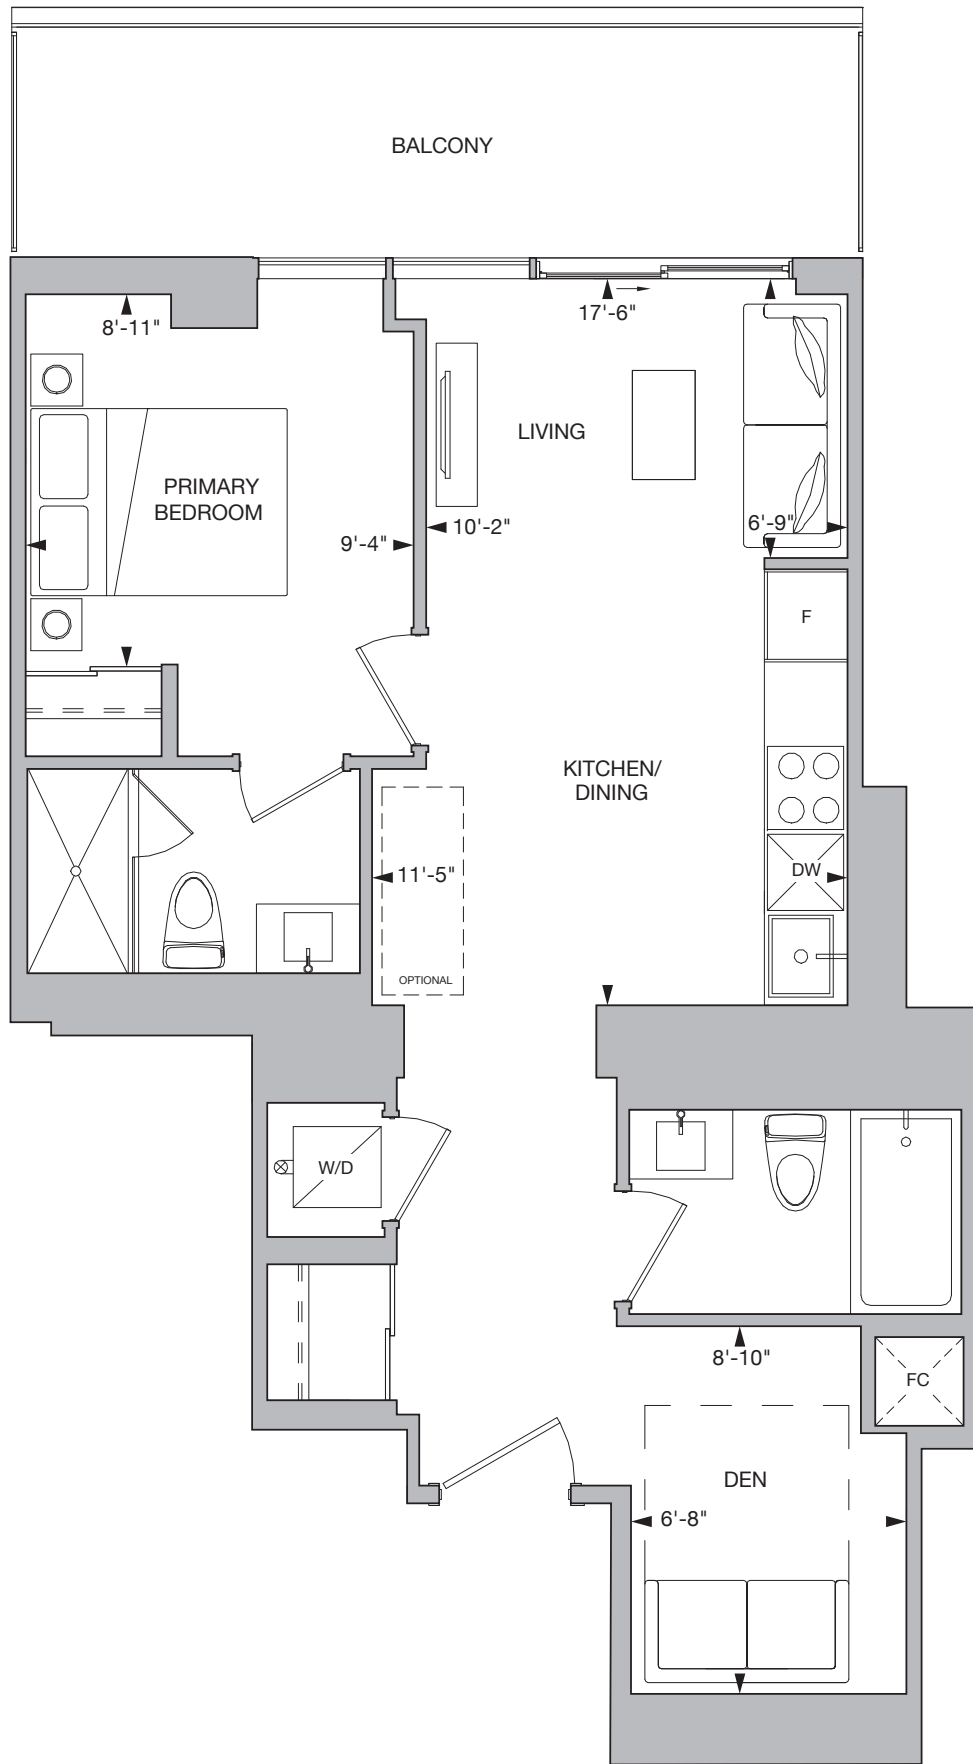 BALCONY
8'-11"
17'-6"
LIVING
PRIMARY
BEDROOM
9'-4"
10'-2"
6'-9"
F
KITCHEN/
DINING
11'-5"
DW
OPTIONAL
W/D
8'-10"
FC
DEN
6'-8"